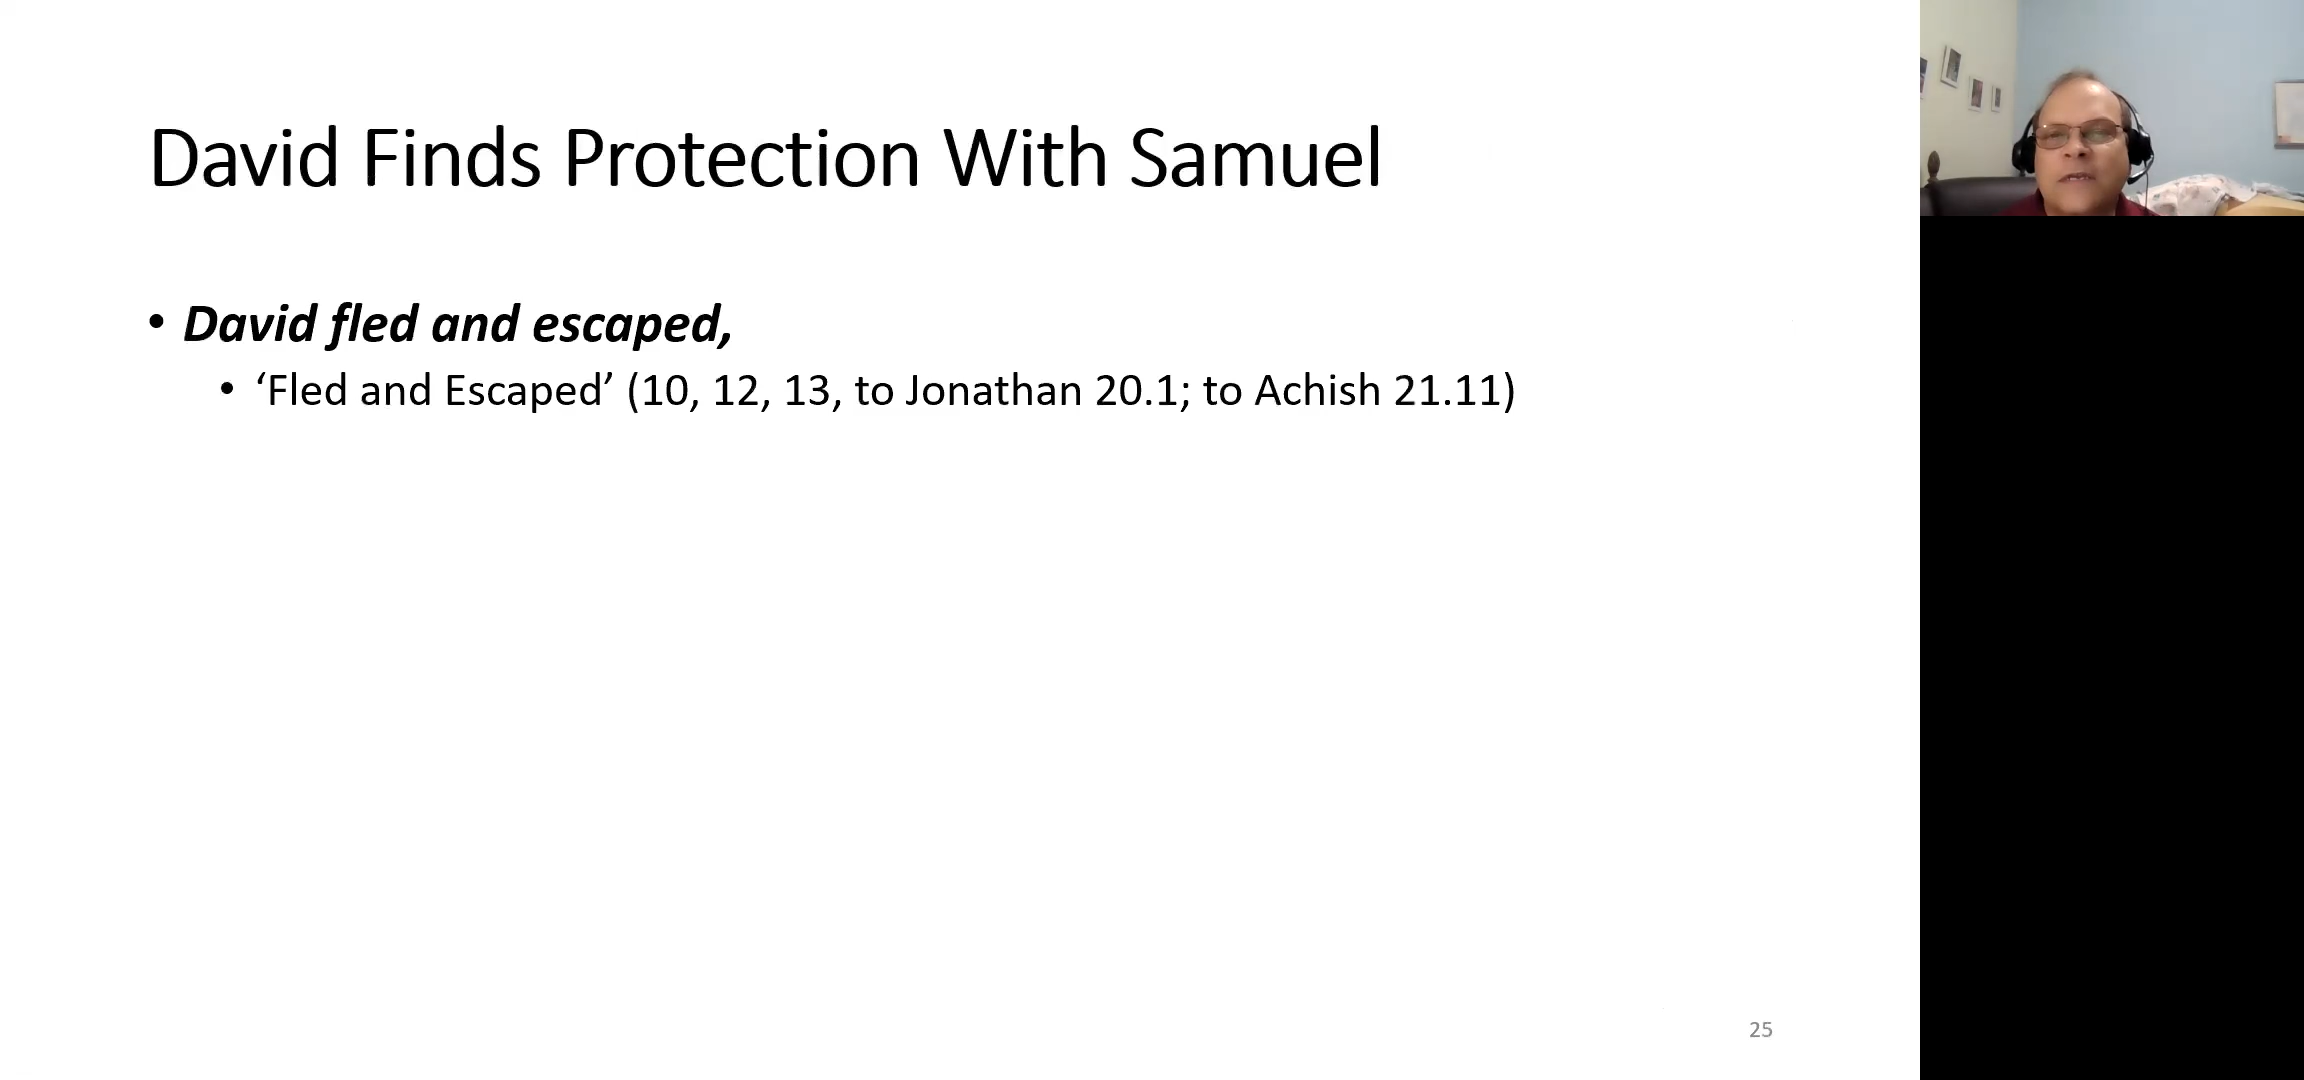 David Finds Protection With Samuel
• David fled and escaped,
• ‘Fled and Escaped’ (10, 12, 13, to Jonathan 20.1; to Achish 21.11)
25